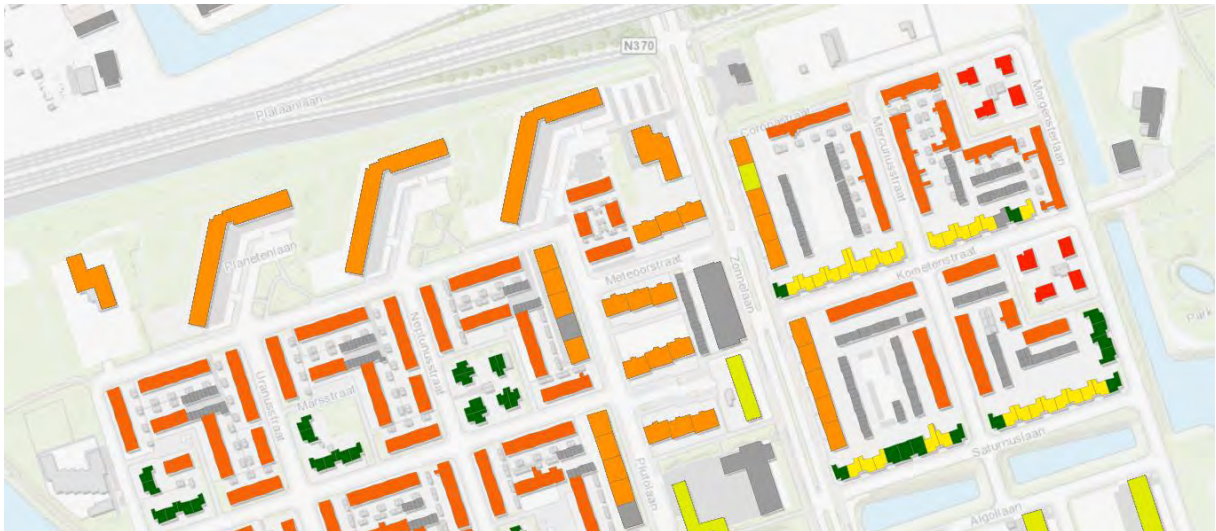 N370
Plataanlaan
Morgensterlaan
Coronastraat
Mercuriusstraat
Planetenlaan
Meteoorstraat
Zonnelaan
Kometenstraat
Park
Neptunusstraat
Uranusstraat
Marsstraat
Saturnuslaan
Plutolaan
Algollaan